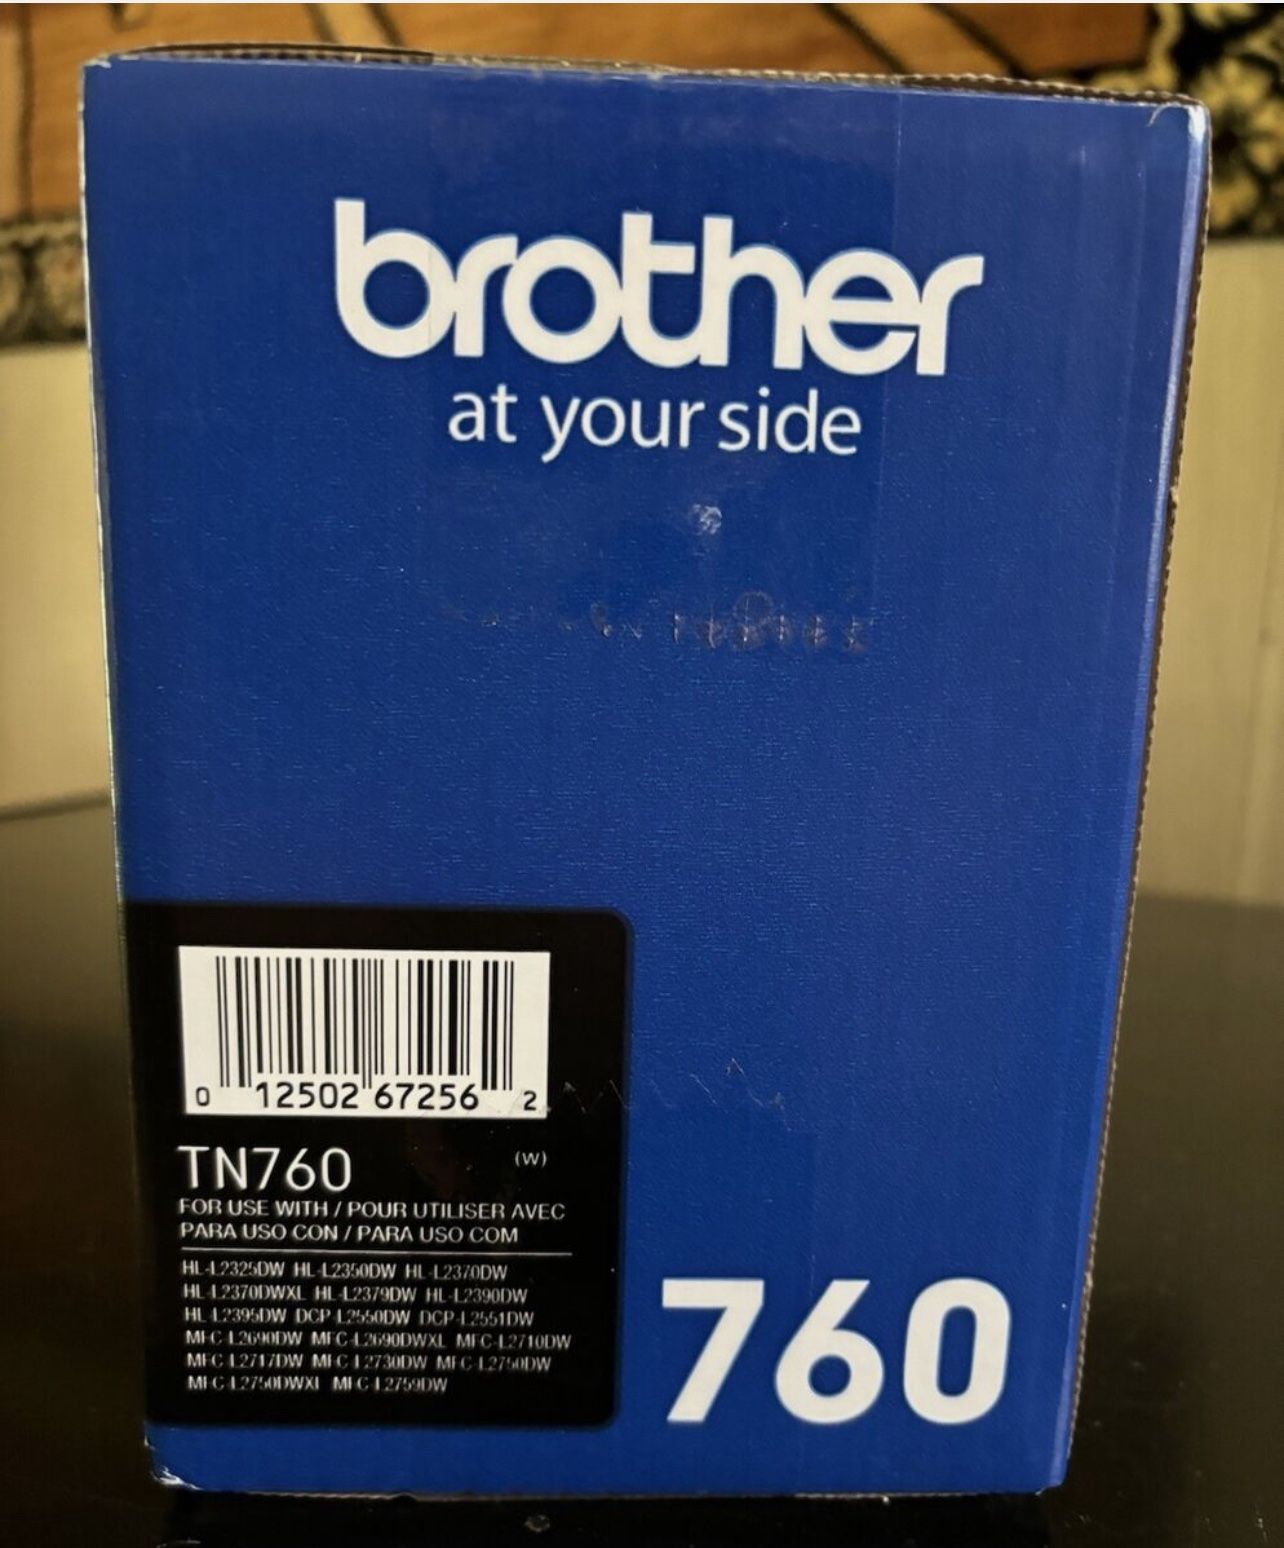 brother
at your side
0 12502 67256 2
TN760 (W)
FOR USE WITH / POUR UTILISER AVEC
PARA USO CON / PARA USO COM
HL-L2325DW HL-L2350DW HL-L2370DW
HL-L2370DWXL HL-L2379DW HL-L2390DW
HL-L2395DW DCP-L2550DW DCP-L2551DW
MFC-L2690DW MFC-L2690DWXL MFC-L2710DW
MFC-L2717DW MFC-L2730DW MFC-L2750DW
MFC-L2750DWXL MFC-L2759DW
760